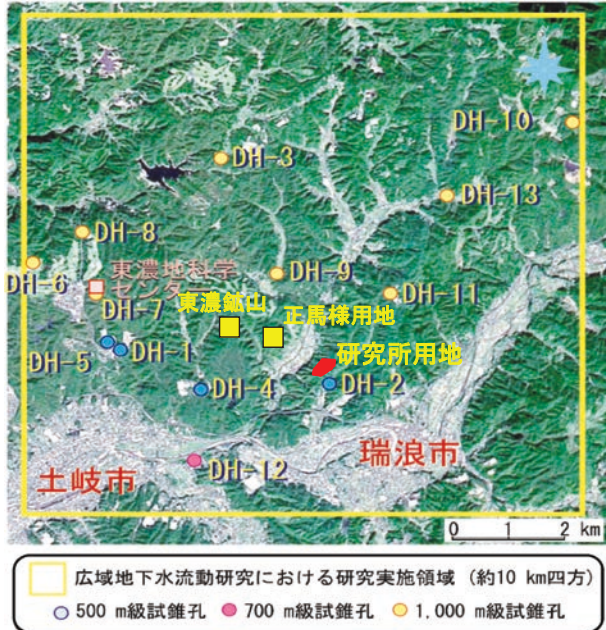 DH-10
DH-3
DH-13
DH-8
東濃地科学
センター
DH-6
DH-9
DH-11
DH-7
東濃鉱山
正馬様用地
DH-5
DH-1
研究所用地
DH-4
DH-2
瑞浪市
DH-12
土岐市
0 1 2 km
広域地下水流動研究における研究実施領域 (約10 km四方)
500 m級試錐孔 700 m級試錐孔 1,000 m級試錐孔